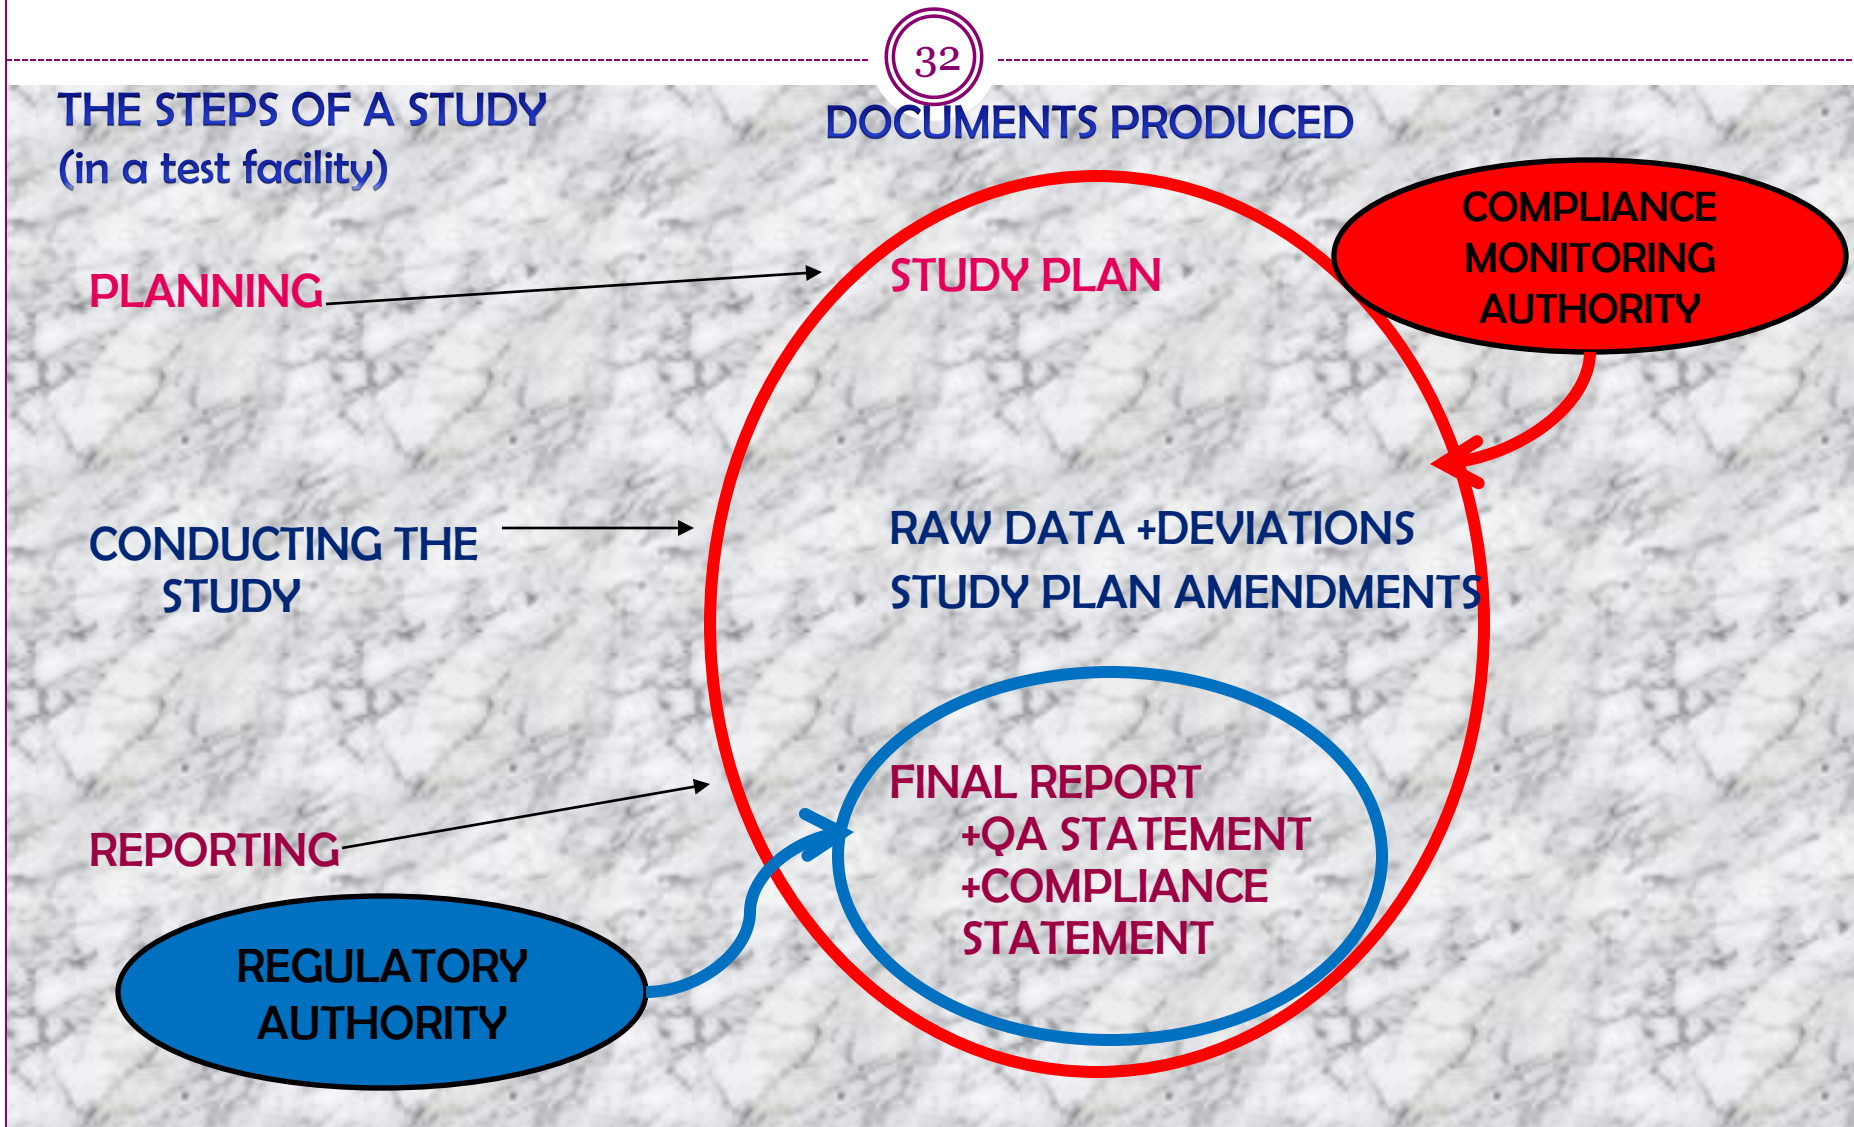 32
THE STEPS OF A STUDY
(in a test facility)
DOCUMENTS PRODUCED
COMPLIANCE
MONITORING
AUTHORITY
PLANNING
STUDY PLAN
CONDUCTING THE
STUDY
RAW DATA +DEVIATIONS
STUDY PLAN AMENDMENTS
REPORTING
FINAL REPORT
+QA STATEMENT
+COMPLIANCE
STATEMENT
REGULATORY
AUTHORITY